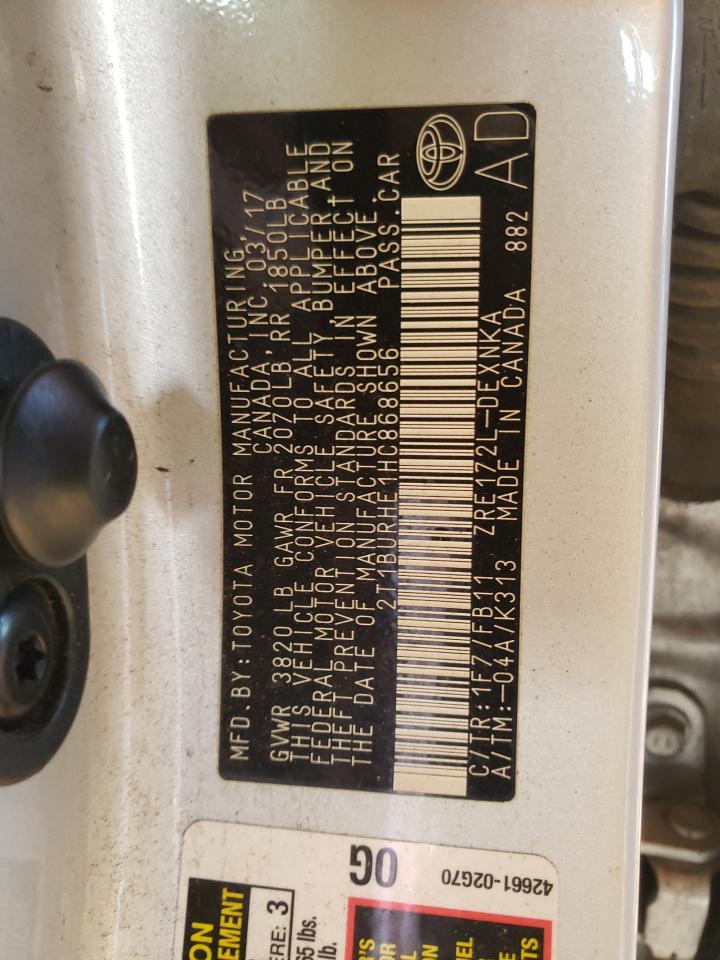 MFD.BY:TOYOTA MOTOR MANUFACTURING,
CANADA,INC 03/17
GVWR 3820LB GAWR FR 2070LB,RR 1850LB
THIS VEHICLE CONFORMS TO ALL APPLICABLE
FEDERAL MOTOR VEHICLE SAFETY,BUMPER,AND
THEFT PREVENTION STANDARDS IN EFFECT ON
THE DATE OF MANUFACTURE SHOWN ABOVE.
2T1BURHE1HC868656 PASS.CAR
C/TR:1F7/FB11 ZRE172L-DEXNKA
A/TM:-04A/K313 MADE IN CANADA 882
AD
0G
42661-02G70
3
lbs.
lb.